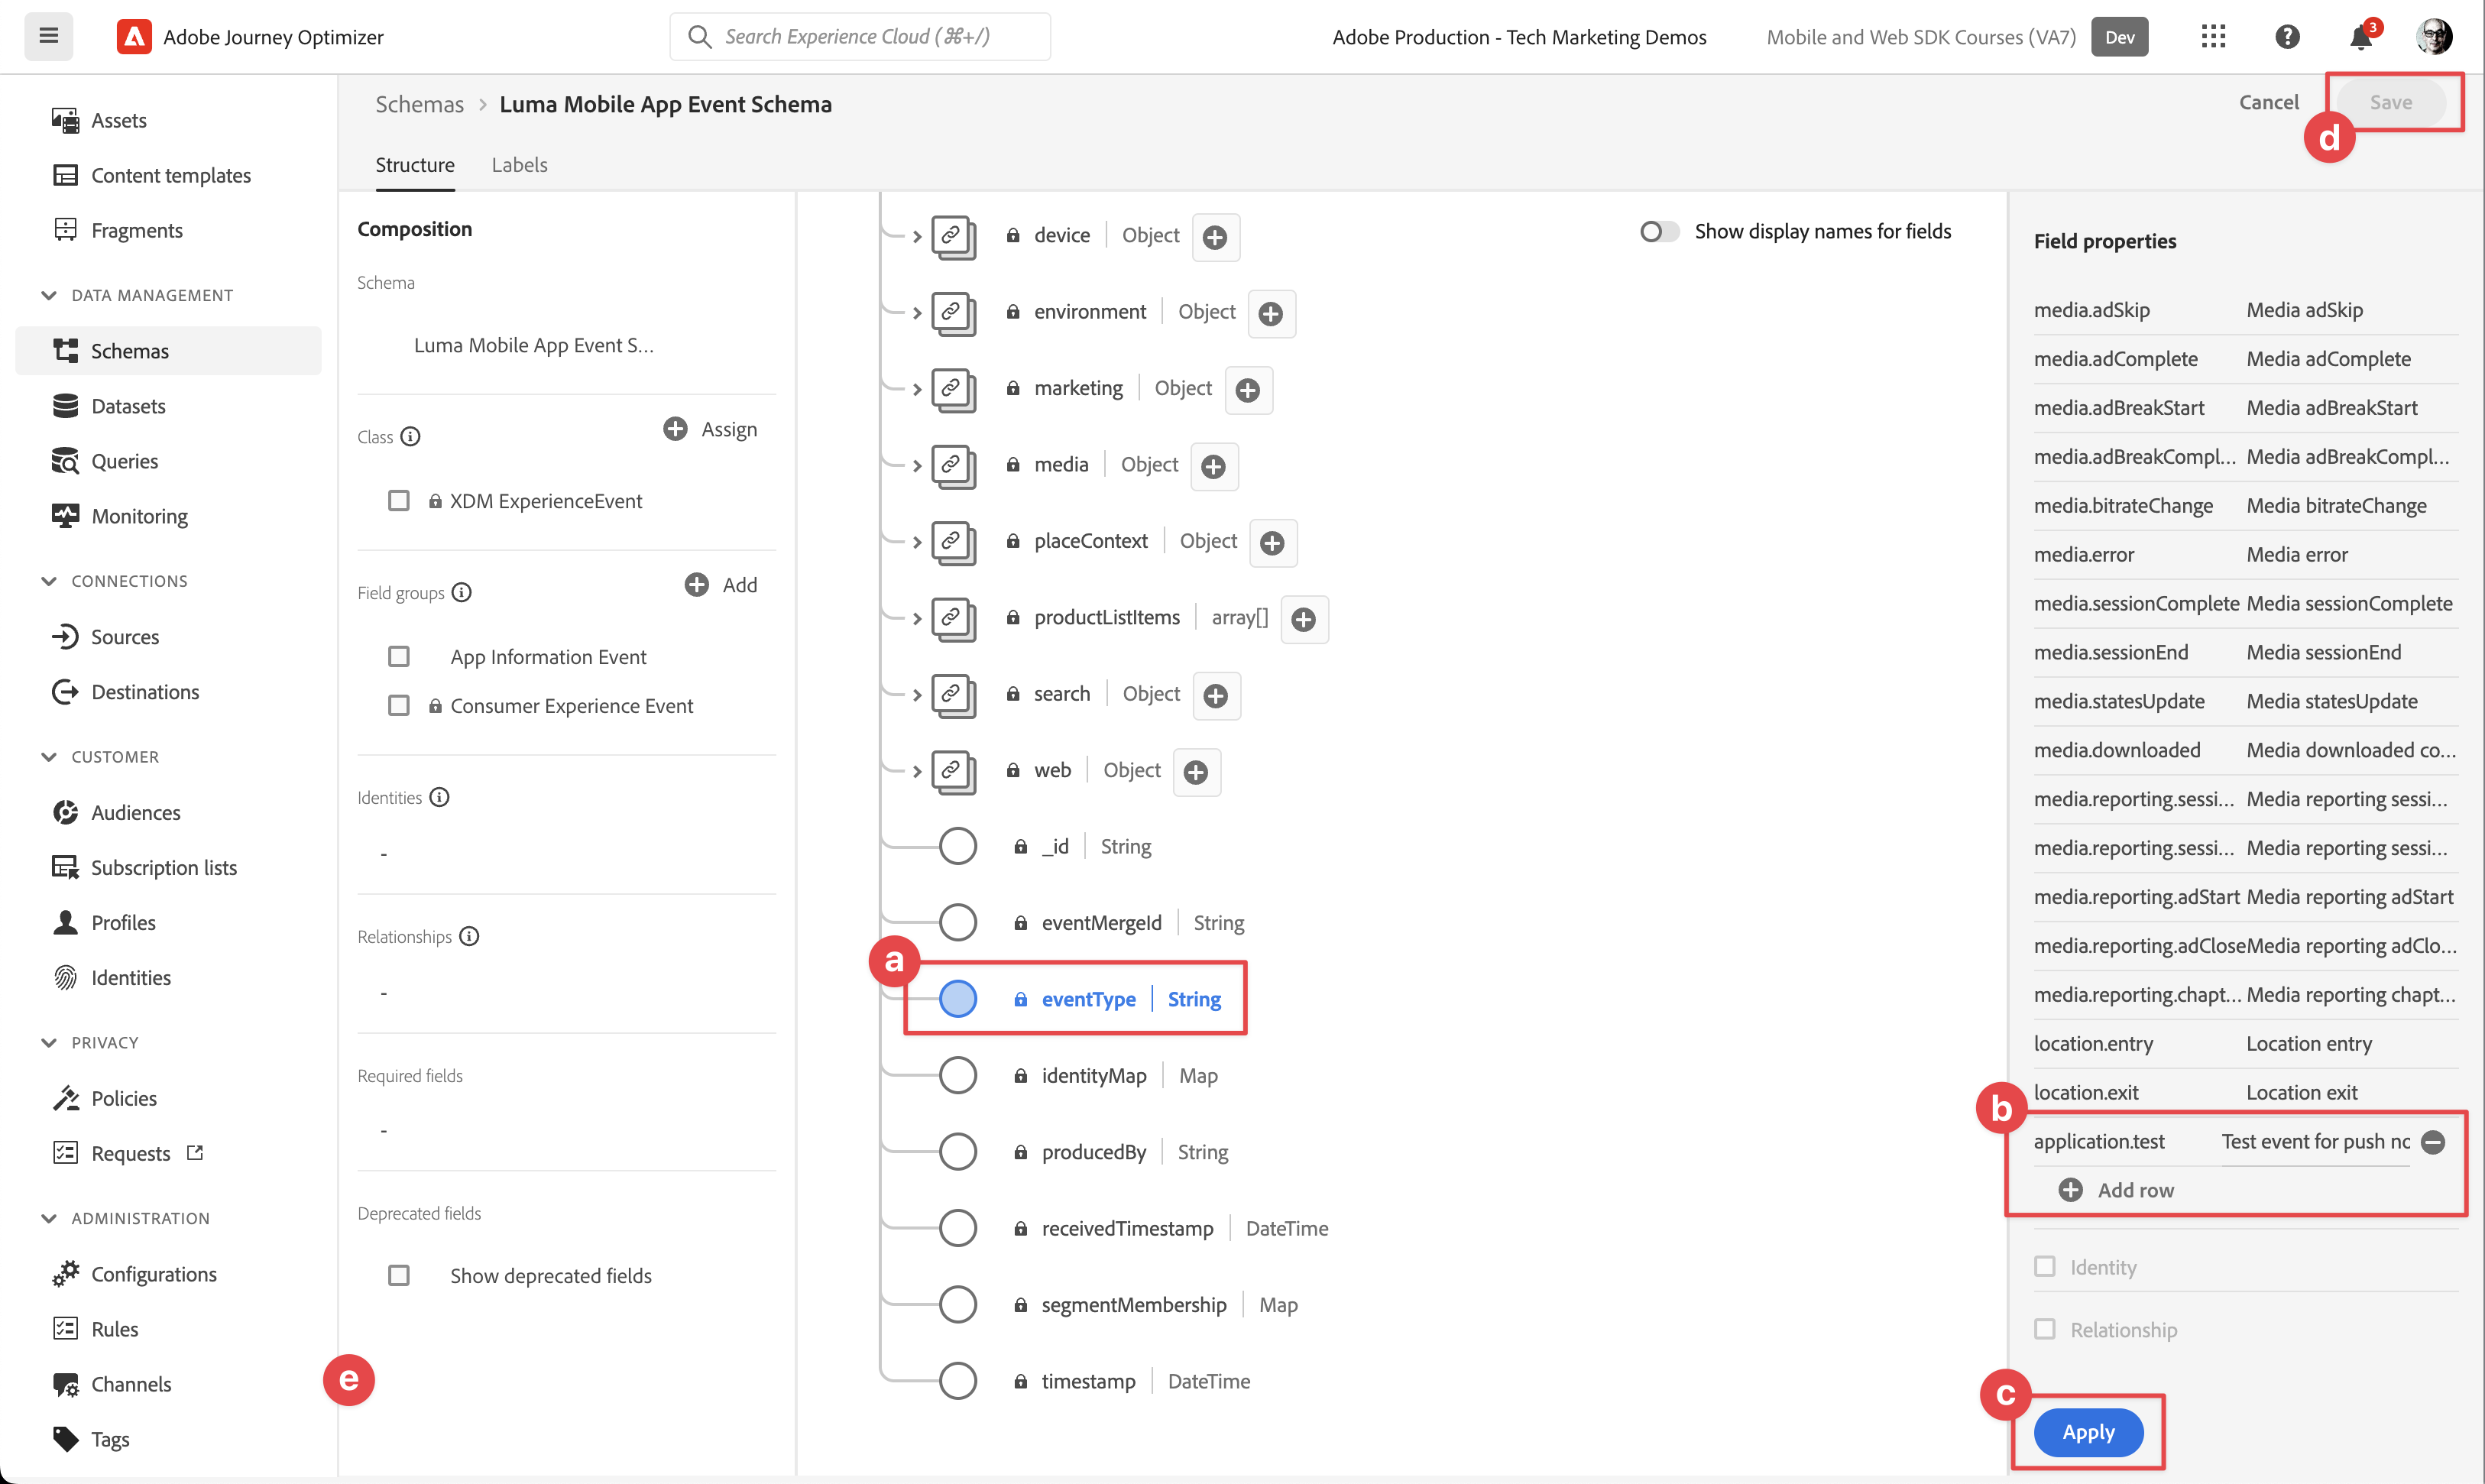 Adobe Journey Optimizer
Search Experience Cloud (⌘+/)
Adobe Production - Tech Marketing Demos
Mobile and Web SDK Courses (VA7)
Dev
3
Assets
Content templates
Fragments
DATA MANAGEMENT
Schemas
Datasets
Queries
Monitoring
CONNECTIONS
Sources
Destinations
CUSTOMER
Audiences
Subscription lists
Profiles
Identities
PRIVACY
Policies
Requests
ADMINISTRATION
Configurations
Rules
Channels
Tags
Schemas > Luma Mobile App Event Schema
Cancel
Save
d
Structure
Labels
Composition
Schema
Luma Mobile App Event S...
Class
Assign
XDM ExperienceEvent
Field groups
Add
App Information Event
Consumer Experience Event
Identities
-
Relationships
-
Required fields
-
Deprecated fields
Show deprecated fields
e
Show display names for fields
device | Object
environment | Object
marketing | Object
media | Object
placeContext | Object
productListItems | array[]
search | Object
web | Object
_id | String
eventMergeId | String
a
eventType | String
identityMap | Map
producedBy | String
receivedTimestamp | DateTime
segmentMembership | Map
timestamp | DateTime
Field properties
media.adSkip Media adSkip
media.adComplete Media adComplete
media.adBreakStart Media adBreakStart
media.adBreakCompl... Media adBreakCompl...
media.bitrateChange Media bitrateChange
media.error Media error
media.sessionComplete Media sessionComplete
media.sessionEnd Media sessionEnd
media.statesUpdate Media statesUpdate
media.downloaded Media downloaded co...
media.reporting.sessi... Media reporting sessi...
media.reporting.sessi... Media reporting sessi...
media.reporting.adStart Media reporting adStart
media.reporting.adClose Media reporting adClo...
media.reporting.chapt... Media reporting chapt...
location.entry Location entry
location.exit Location exit
b
application.test Test event for push no
Add row
Identity
Relationship
c
Apply